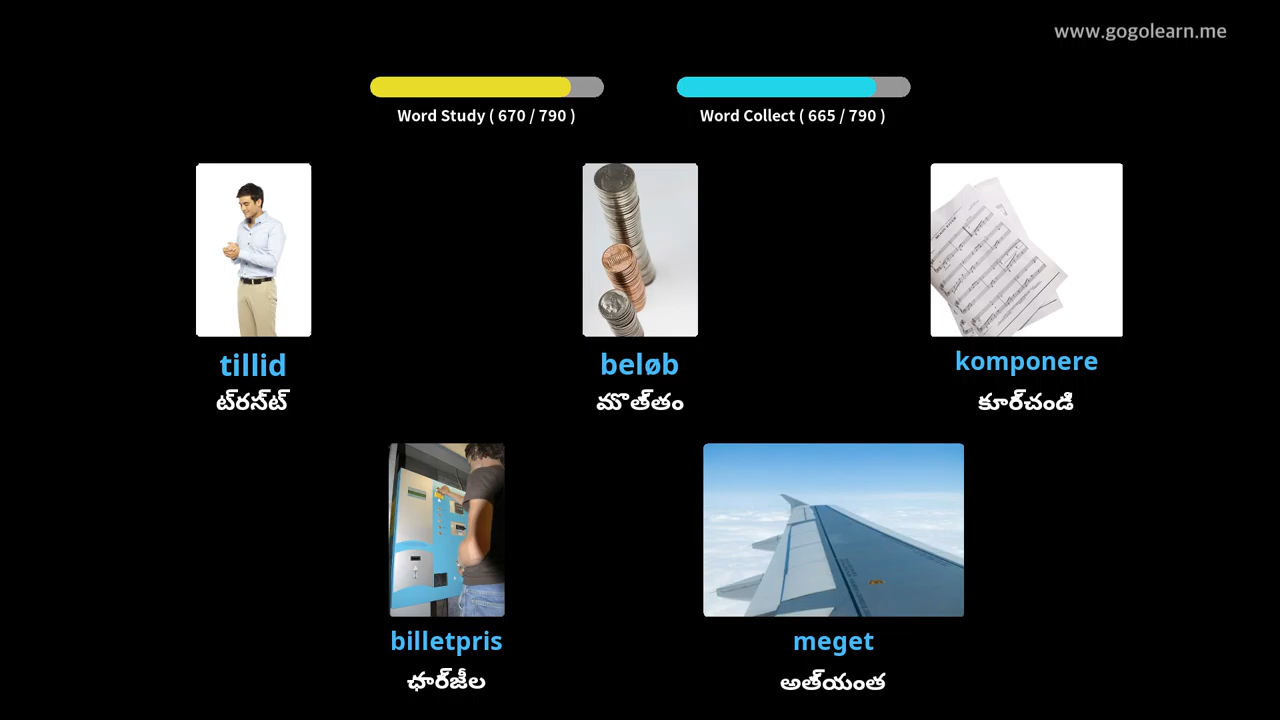 www.gogolearn.me
Word Study ( 670 / 790 )
Word Collect ( 665 / 790 )
tillid
ట్రస్ట్
beløb
మొత్తం
komponere
కూర్చండి
billetpris
ఛార్జీల
meget
అత్యంత